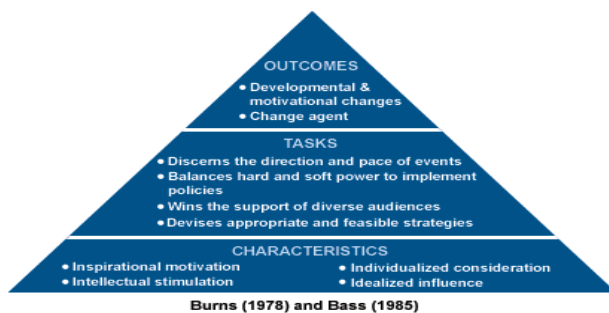 OUTCOMES
● Developmental &
motivational changes
● Change agent
TASKS
● Discerns the direction and pace of events
● Balances hard and soft power to implement
policies
● Wins the support of diverse audiences
● Devises appropriate and feasible strategies
CHARACTERISTICS
● Inspirational motivation
● Intellectual stimulation
● Individualized consideration
● Idealized influence
Burns (1978) and Bass (1985)